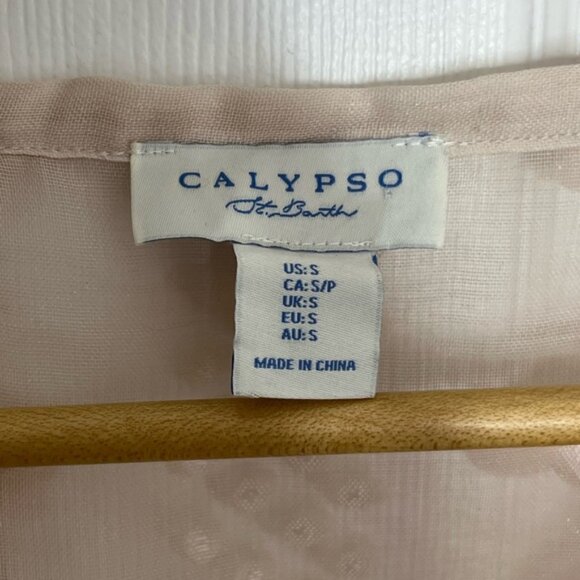 CALYPSO
St. Barth
US: S
CA: S/P
UK: S
EU: S
AU: S
MADE IN CHINA